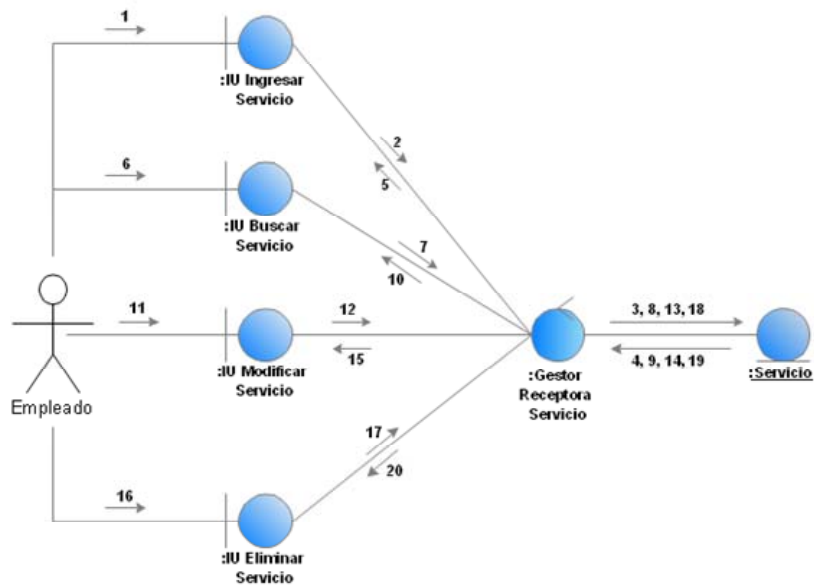 1
:IU Ingresar
Servicio
2
5
6
:IU Buscar
Servicio
7
10
11
12
15
:IU Modificar
Servicio
Empleado
3, 8, 13, 18
4, 9, 14, 19
:Gestor
Receptora
Servicio
:Servicio
17
20
16
:IU Eliminar
Servicio